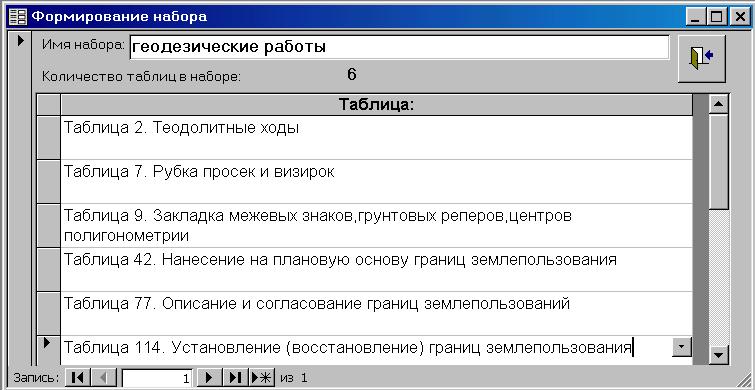 Формирование набора
Имя набора: геодезические работы
Количество таблиц в наборе: 6
Таблица:
Таблица 2. Теодолитные ходы
Таблица 7. Рубка просек и визирок
Таблица 9. Закладка межевых знаков,грунтовых реперов,центров
полигонометрии
Таблица 42. Нанесение на плановую основу границ землепользования
Таблица 77. Описание и согласование границ землепользований
Таблица 114. Установление (восстановление) границ землепользования
Запись: 1 из 1